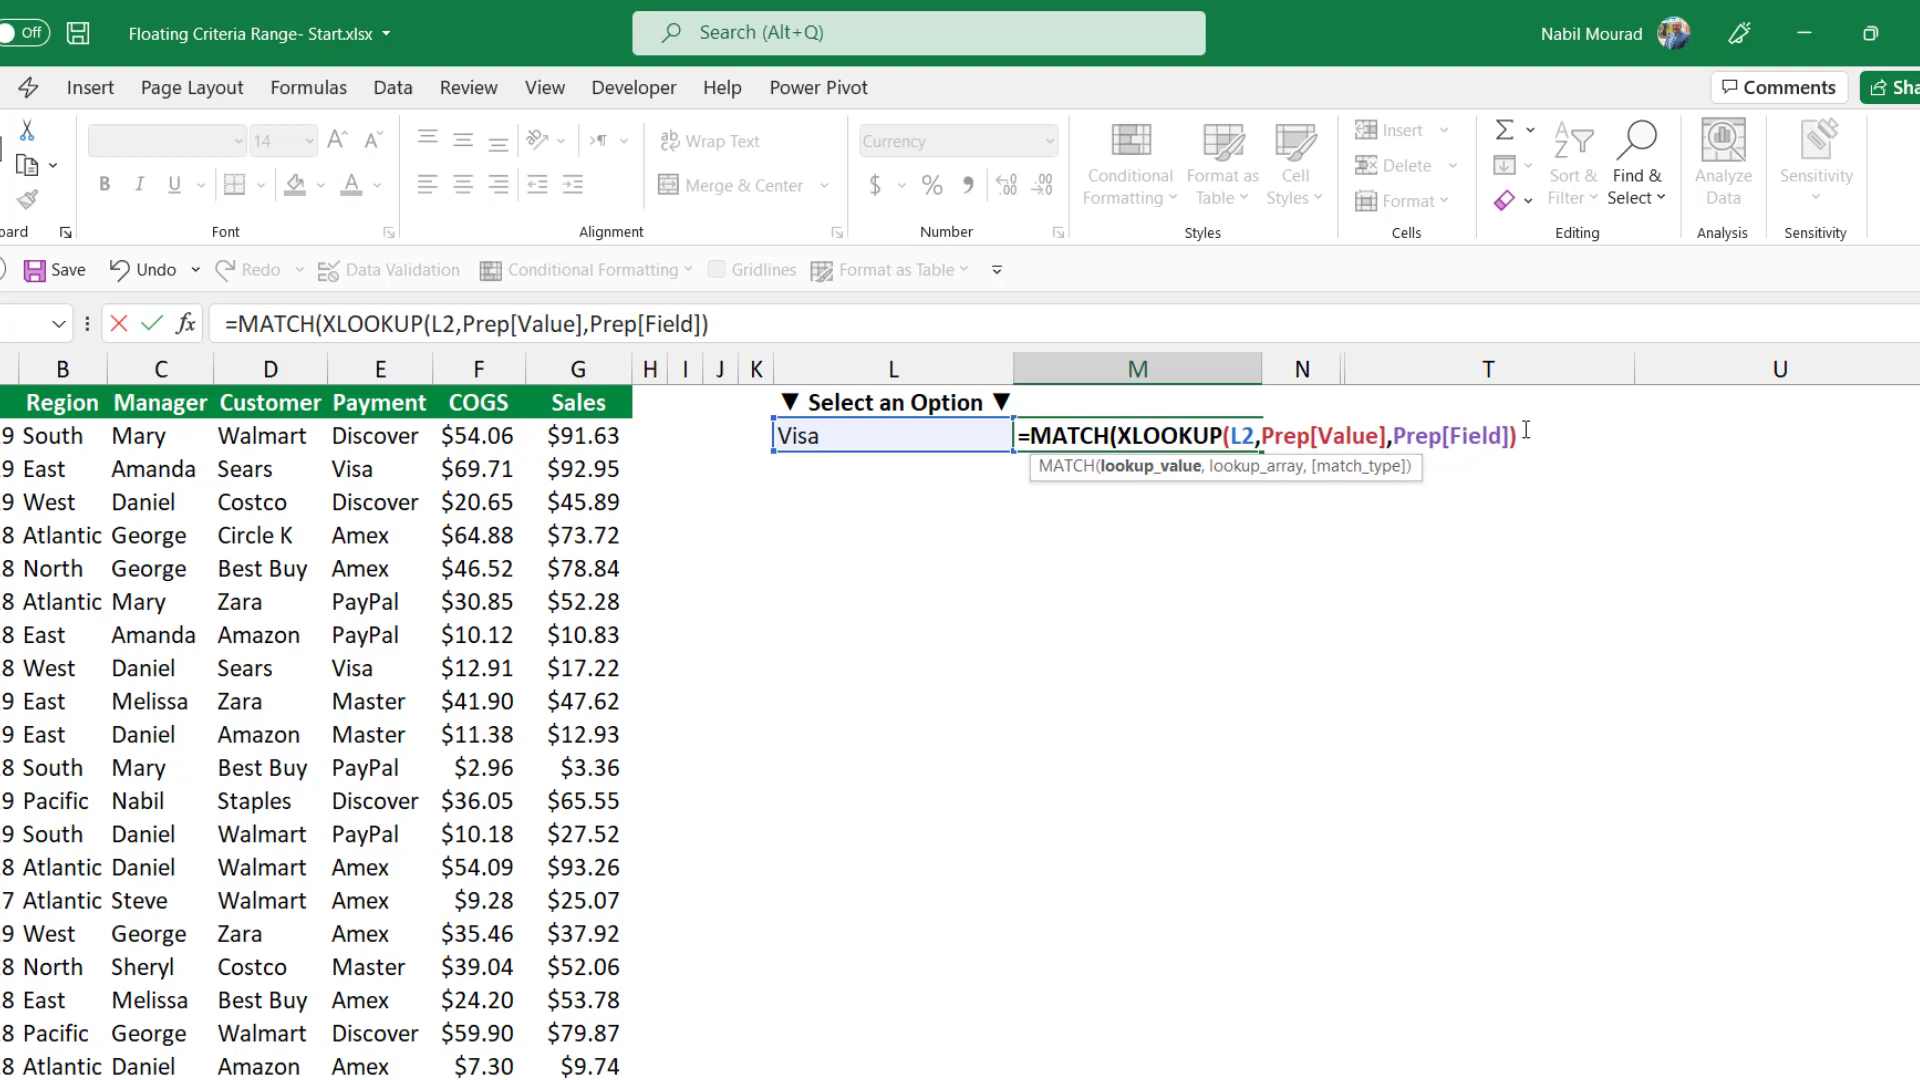 Off Floating Criteria Range- Start.xlsx Search (Alt+Q) Nabil Mourad
Insert Page Layout Formulas Data Review View Developer Help Power Pivot Comments Sha
14 Wrap Text Currency Insert
Merge & Center Conditional Formatting Format as Table Cell Styles Delete Sort & Filter Find & Select Analyze Data Sensitivity
Format
oard Font Alignment Number Styles Cells Editing Analysis Sensitivity
Save Undo Redo Data Validation Conditional Formatting Gridlines Format as Table
fx =MATCH(XLOOKUP(L2,Prep[Value],Prep[Field])
B C D E F G H I J K L M N T U
Region Manager Customer Payment COGS Sales ▼ Select an Option ▼
9 South Mary Walmart Discover $54.06 $91.63 Visa =MATCH(XLOOKUP(L2,Prep[Value],Prep[Field])
9 East Amanda Sears Visa $69.71 $92.95 MATCH(lookup_value, lookup_array, [match_type])
9 West Daniel Costco Discover $20.65 $45.89
8 Atlantic George Circle K Amex $64.88 $73.72
8 North George Best Buy Amex $46.52 $78.84
8 Atlantic Mary Zara PayPal $30.85 $52.28
8 East Amanda Amazon PayPal $10.12 $10.83
8 West Daniel Sears Visa $12.91 $17.22
9 East Melissa Zara Master $41.90 $47.62
9 East Daniel Amazon Master $11.38 $12.93
8 South Mary Best Buy PayPal $2.96 $3.36
9 Pacific Nabil Staples Discover $36.05 $65.55
9 South Daniel Walmart PayPal $10.18 $27.52
8 Atlantic Daniel Walmart Amex $54.09 $93.26
7 Atlantic Steve Walmart Amex $9.28 $25.07
9 West George Zara Amex $35.46 $37.92
8 North Sheryl Costco Master $39.04 $52.06
8 East Melissa Best Buy Amex $24.20 $53.78
8 Pacific George Walmart Discover $59.90 $79.87
8 Atlantic Daniel Amazon Amex $7.30 $9.74